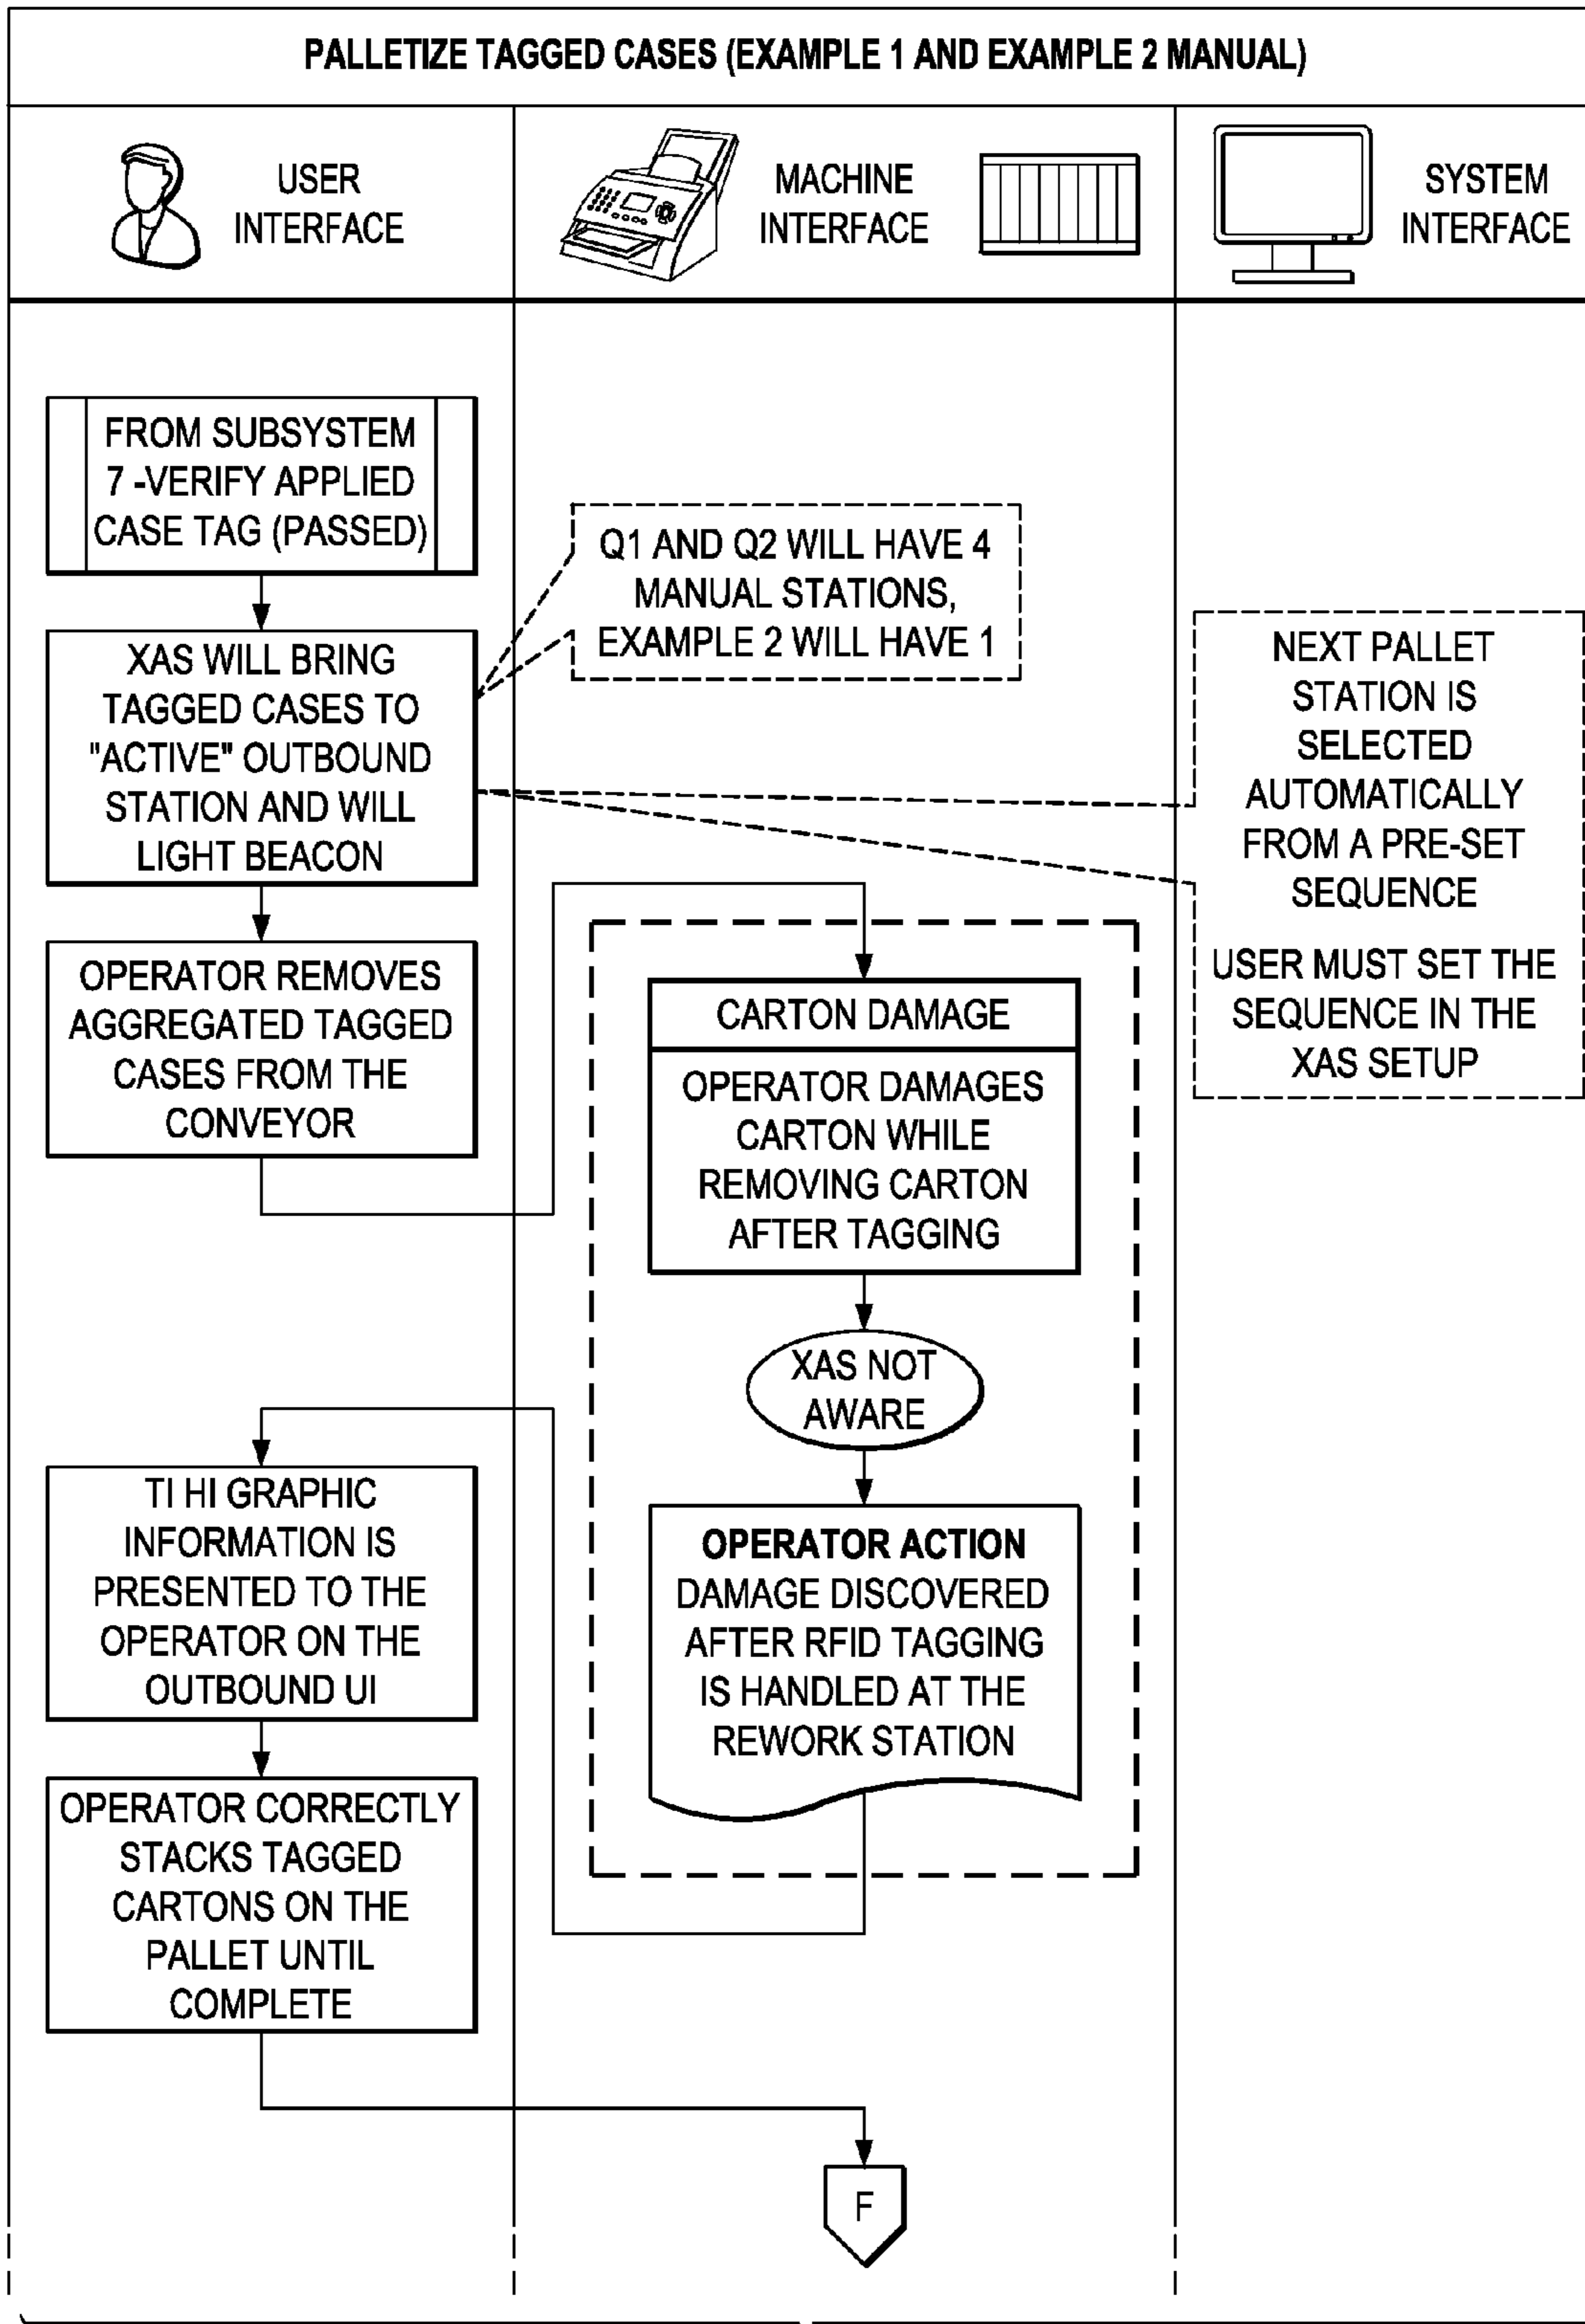 PALLETIZE TAGGED CASES (EXAMPLE 1 AND EXAMPLE 2 MANUAL)
USER
INTERFACE
MACHINE
INTERFACE
SYSTEM
INTERFACE
FROM SUBSYSTEM
7 -VERIFY APPLIED
CASE TAG (PASSED)
Q1 AND Q2 WILL HAVE 4
MANUAL STATIONS,
EXAMPLE 2 WILL HAVE 1
XAS WILL BRING
TAGGED CASES TO
"ACTIVE" OUTBOUND
STATION AND WILL
LIGHT BEACON
NEXT PALLET
STATION IS
SELECTED
AUTOMATICALLY
FROM A PRE-SET
SEQUENCE
USER MUST SET THE
SEQUENCE IN THE
XAS SETUP
OPERATOR REMOVES
AGGREGATED TAGGED
CASES FROM THE
CONVEYOR
CARTON DAMAGE
OPERATOR DAMAGES
CARTON WHILE
REMOVING CARTON
AFTER TAGGING
XAS NOT
AWARE
OPERATOR ACTION
DAMAGE DISCOVERED
AFTER RFID TAGGING
IS HANDLED AT THE
REWORK STATION
TI HI GRAPHIC
INFORMATION IS
PRESENTED TO THE
OPERATOR ON THE
OUTBOUND UI
OPERATOR CORRECTLY
STACKS TAGGED
CARTONS ON THE
PALLET UNTIL
COMPLETE
F